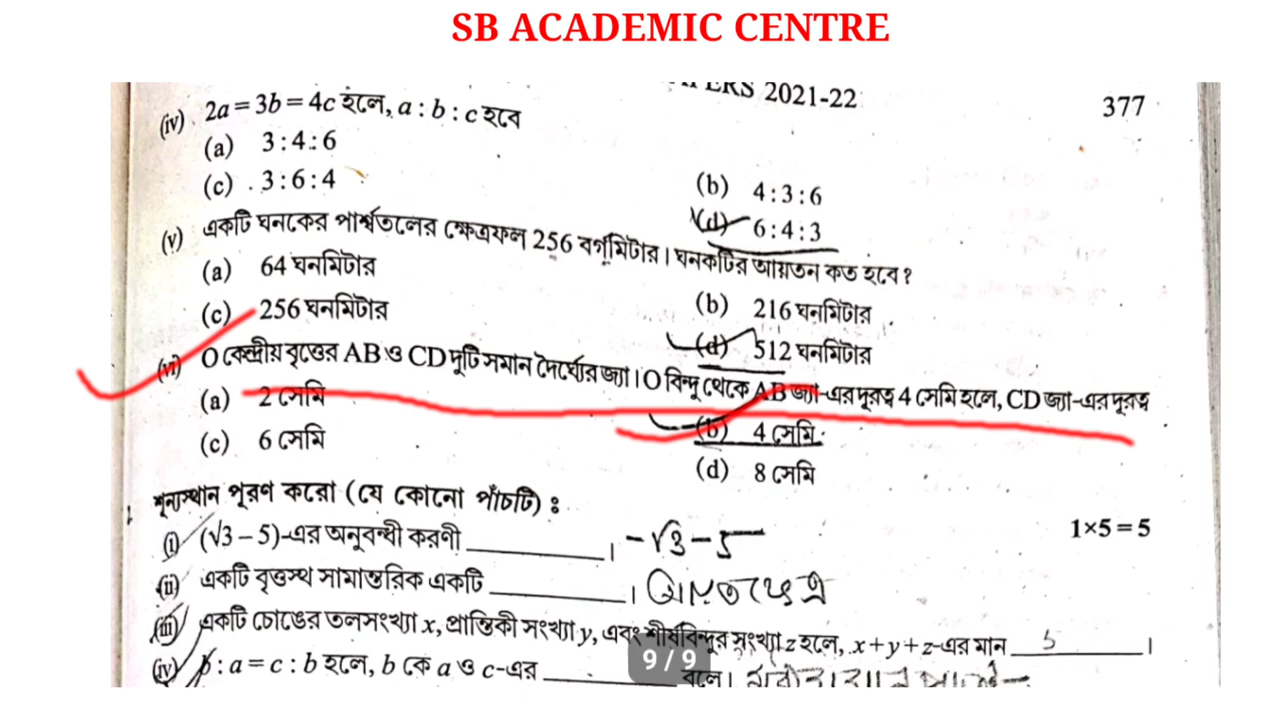 SB ACADEMIC CENTRE
PERS 2021-22
377
(iv) 2a = 3b = 4c হলে, a : b : c হবে
(a) 3 : 4 : 6
(b) 4 : 3 : 6
(c) 3 : 6 : 4
(d) 6 : 4 : 3
(v) একটি ঘনকের পার্শ্বতলের ক্ষেত্রফল 256 বর্গমিটার। ঘনকটির আয়তন কত হবে?
(a) 64 ঘনমিটার
(b) 216 ঘনমিটার
(c) 256 ঘনমিটার
(d) 512 ঘনমিটার
(vi) O কেন্দ্রীয় বৃত্তের AB ও CD দুটি সমান দৈর্ঘ্যের জ্যা। O বিন্দু থেকে AB জ্যা-এর দূরত্ব 4 সেমি হলে, CD জ্যা-এর দূরত্ব
(a) 2 সেমি
(b) 4 সেমি
(c) 6 সেমি
(d) 8 সেমি
শূন্যস্থান পূরণ করো (যে কোনো পাঁচটি) :
1×5 = 5
(i) (√3 – 5)-এর অনুবন্ধী করণী ________। -√3-5
(ii) একটি বৃত্তস্থ সামান্তরিক একটি ________। আয়তক্ষেত্র
(iii) একটি চোঙের তলসংখ্যা x, প্রান্তিকী সংখ্যা y, এবং শীর্ষবিন্দুর সংখ্যা z হলে, x + y + z-এর মান ________। 5
(iv) b : a = c : b হলে, b কে a ও c-এর ________ বলে।
9 / 9